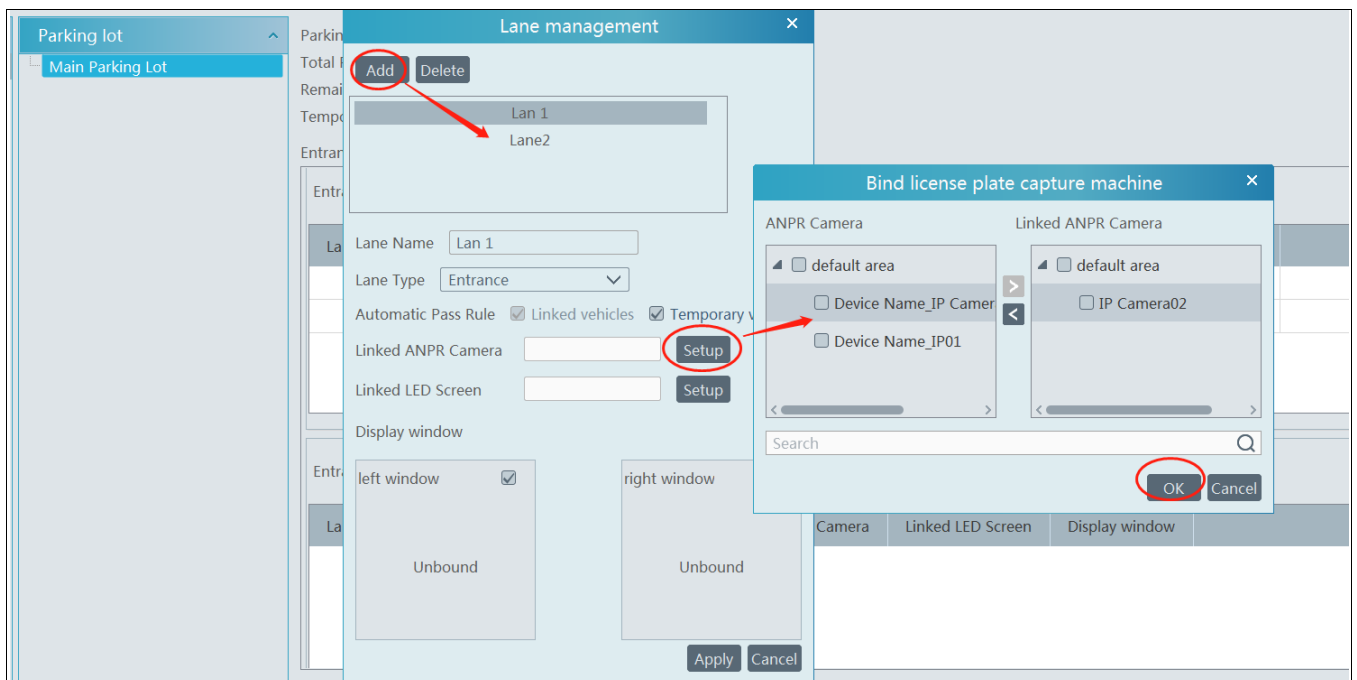 Parking lot
Main Parking Lot
Parkin
Total
Remai
Tempo
Entran
Entra
La
Entra
La
Lane management
Add Delete
Lan 1
Lane2
Lane Name Lan 1
Lane Type Entrance
Automatic Pass Rule Linked vehicles Temporary v
Linked ANPR Camera Setup
Linked LED Screen Setup
Display window
left window right window
Unbound Unbound
Apply Cancel
Bind license plate capture machine
ANPR Camera Linked ANPR Camera
default area default area
Device Name_IP Camer > IP Camera02
<
Device Name_IP01
Search
OK Cancel
Camera Linked LED Screen Display window